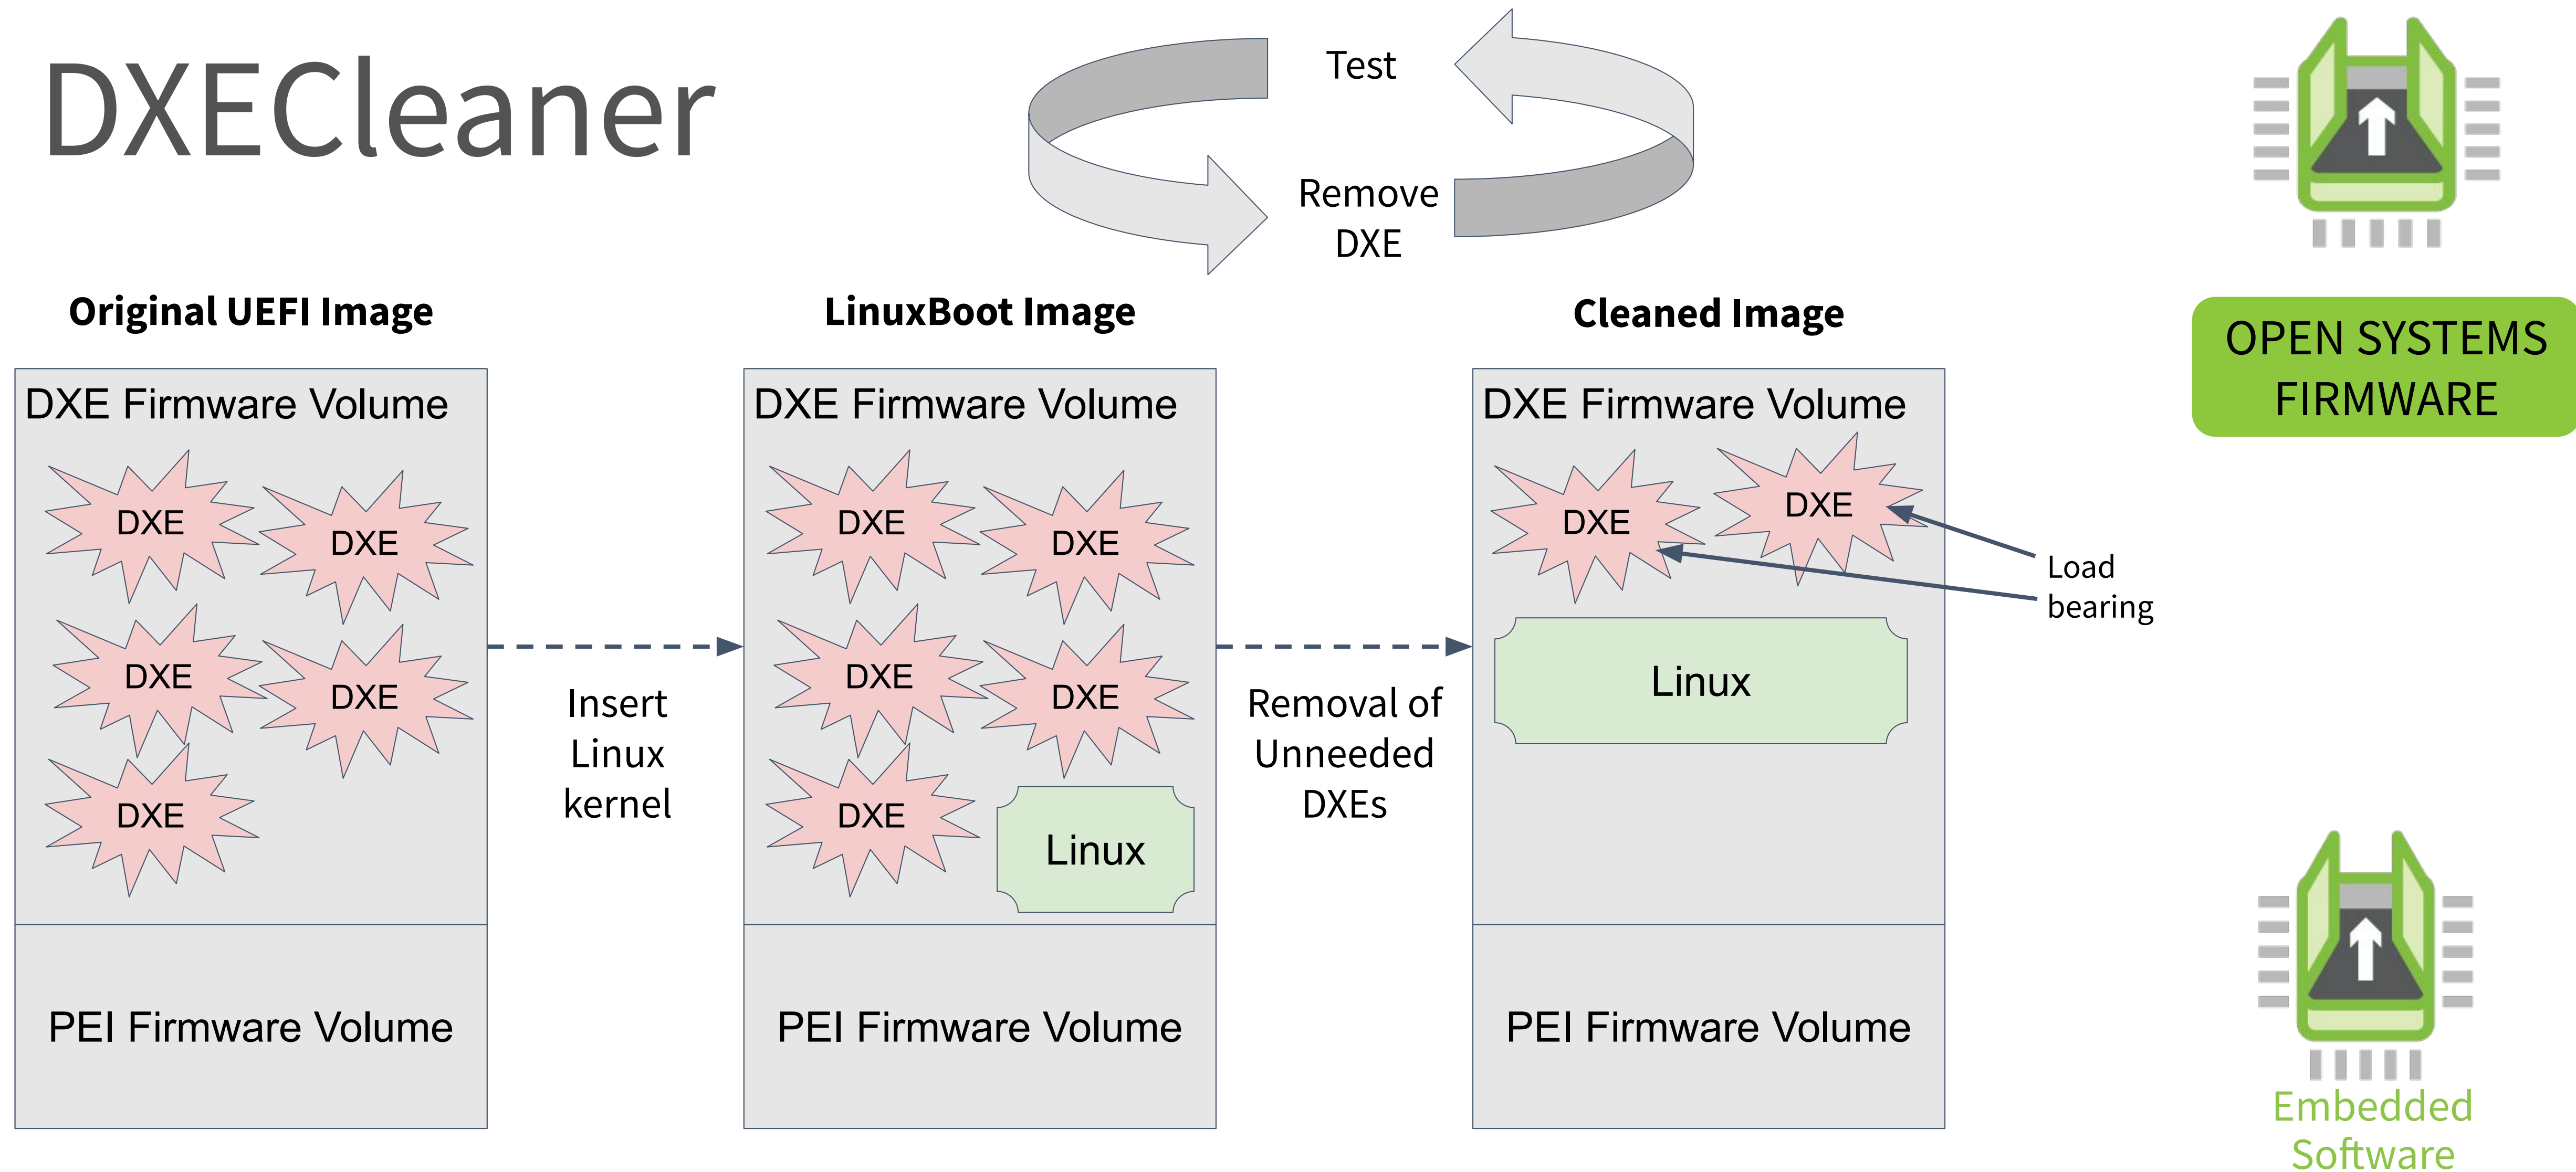 DXECleaner
Test
Remove
DXE
Original UEFI Image
LinuxBoot Image
Cleaned Image
OPEN SYSTEMS
FIRMWARE
DXE Firmware Volume
DXE
DXE
DXE
DXE
DXE
PEI Firmware Volume
Insert
Linux
kernel
DXE Firmware Volume
DXE
DXE
DXE
DXE
DXE
Linux
PEI Firmware Volume
Removal of
Unneeded
DXEs
DXE Firmware Volume
DXE
DXE
Linux
PEI Firmware Volume
Load
bearing
Embedded
Software